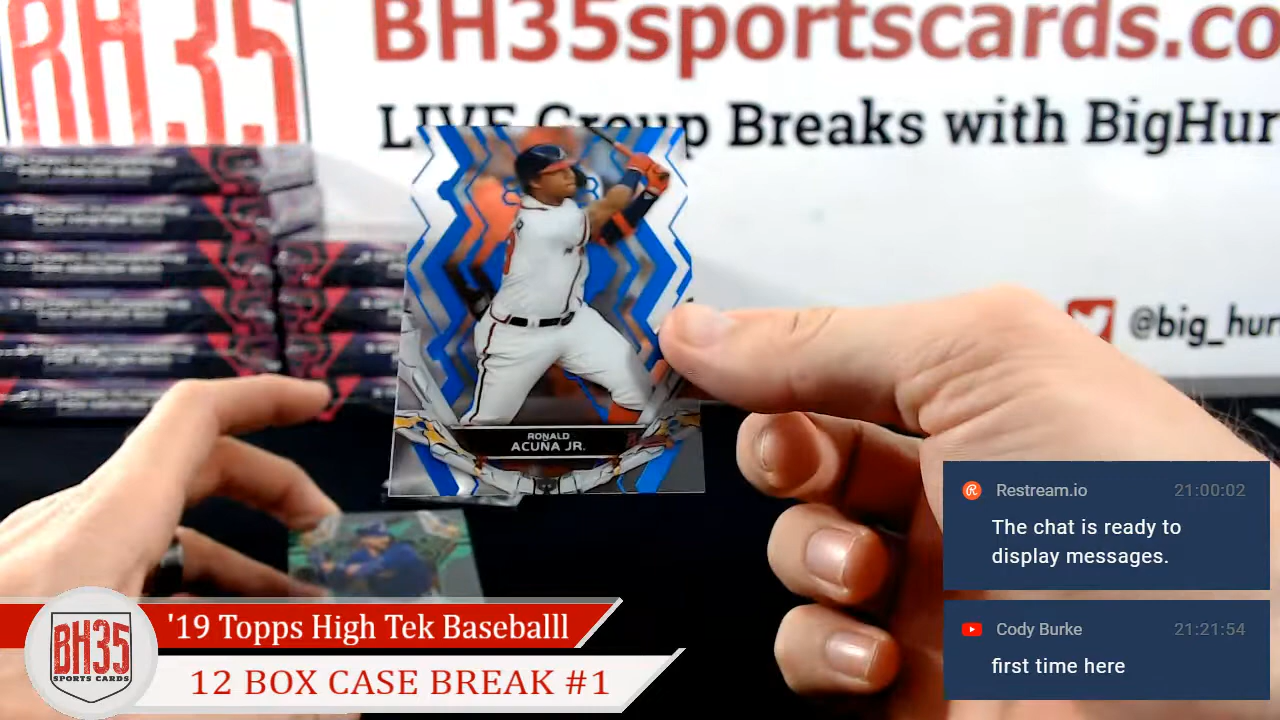 BH35
BH35sportscards.co
LIVE Group Breaks with BigHur
@big_hur
RONALD
ACUNA JR.
Restream.io 21:00:02
The chat is ready to
display messages.
Cody Burke 21:21:54
first time here
BH35
SPORTS CARDS
'19 Topps High Tek Baseballl
12 BOX CASE BREAK #1